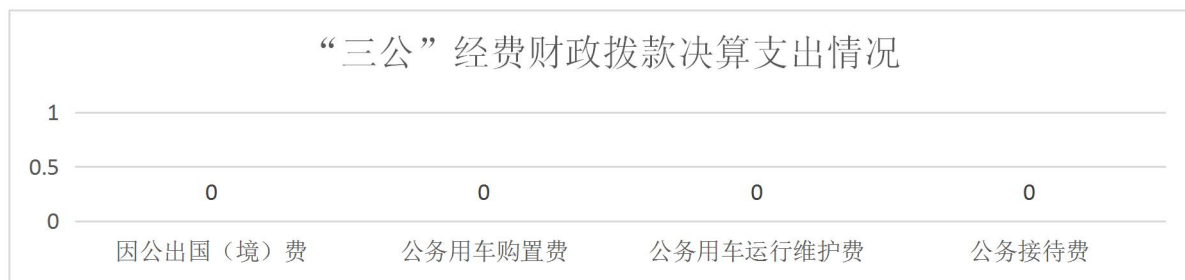 “三公”经费财政拨款决算支出情况
1
0.5
0 0 0 0
0
因公出国（境）费 公务用车购置费 公务用车运行维护费 公务接待费